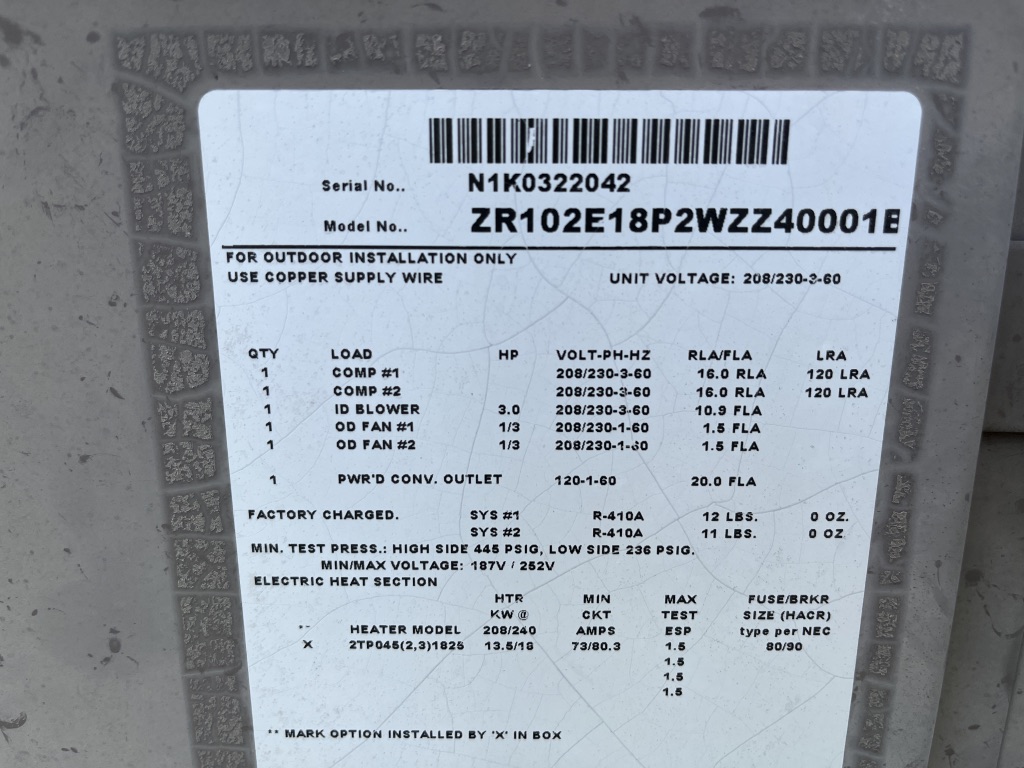 Serial No.. N1K0322042
Model No.. ZR102E18P2WZZ40001B
FOR OUTDOOR INSTALLATION ONLY
USE COPPER SUPPLY WIRE UNIT VOLTAGE: 208/230-3-60
QTY LOAD HP VOLT-PH-HZ RLA/FLA LRA
1 COMP #1 208/230-3-60 16.0 RLA 120 LRA
1 COMP #2 208/230-3-60 16.0 RLA 120 LRA
1 ID BLOWER 3.0 208/230-3-60 10.9 FLA
1 OD FAN #1 1/3 208/230-1-60 1.5 FLA
1 OD FAN #2 1/3 208/230-1-60 1.5 FLA
1 PWR'D CONV. OUTLET 120-1-60 20.0 FLA
FACTORY CHARGED. SYS #1 R-410A 12 LBS. 0 OZ.
SYS #2 R-410A 11 LBS. 0 OZ
MIN. TEST PRESS.: HIGH SIDE 445 PSIG, LOW SIDE 236 PSIG.
MIN/MAX VOLTAGE: 187V / 252V
ELECTRIC HEAT SECTION
HTR MIN MAX FUSE/BRKR
KW @ CKT TEST SIZE (HACR)
** HEATER MODEL 208/240 AMPS ESP type per NEC
X 2TP045(2,3)1825 13.5/18 73/80.3 1.5 80/90
1.5
1.5
1.5
** MARK OPTION INSTALLED BY 'X' IN BOX